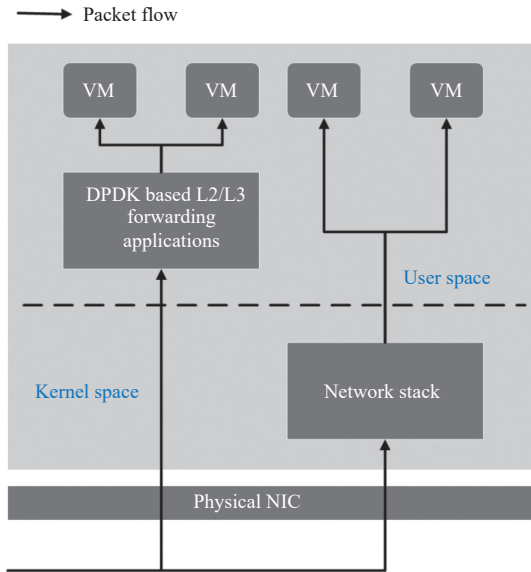 Packet flow
VM
VM
VM
VM
DPDK based L2/L3
forwarding
applications
User space
Kernel space
Network stack
Physical NIC